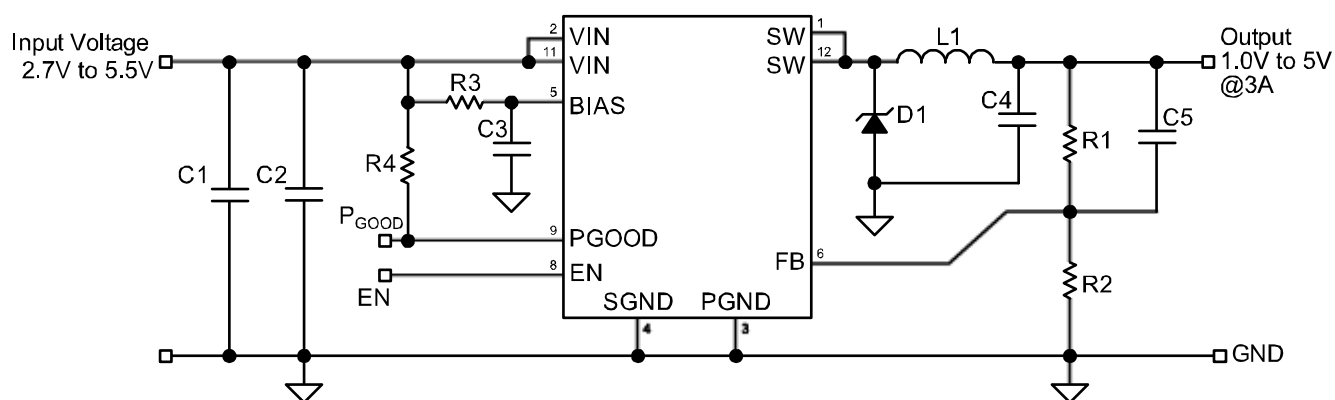 Input Voltage
2.7V to 5.5V
2
VIN
11
VIN
R3
5
BIAS
C3
R4
C1
C2
PGOOD
9
PGOOD
8
EN
EN
SGND
PGND
4
3
1
SW
12
SW
L1
Output
1.0V to 5V
@3A
D1
C4
R1
C5
6
FB
R2
GND